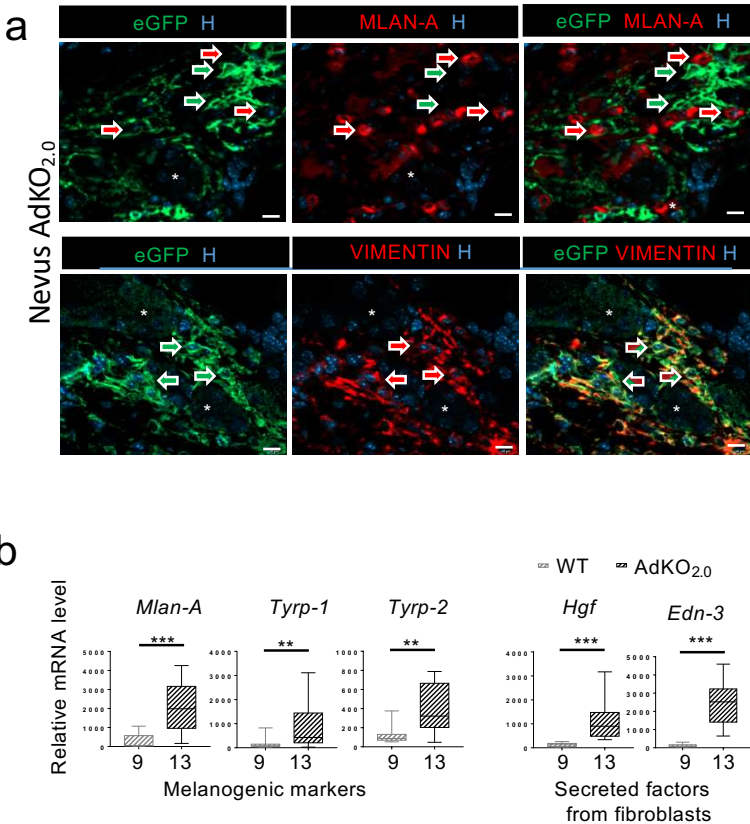 a
eGFP H
MLAN-A H
eGFP MLAN-A H
Nevus AdKO2.0
*
*
*
eGFP H
VIMENTIN H
eGFP VIMENTIN H
*
*
*
*
*
*
b
WT AdKO2.0
Mlan-A
Tyrp-1
Tyrp-2
Hgf
Edn-3
Relative mRNA level
***
**
**
***
***
5000
4000
3000
2000
1000
0
4000
3000
2000
1000
0
1000
800
600
400
200
0
4000
3000
2000
1000
0
5000
4000
3000
2000
1000
0
9 13
9 13
9 13
9 13
9 13
Melanogenic markers
Secreted factors
from fibroblasts